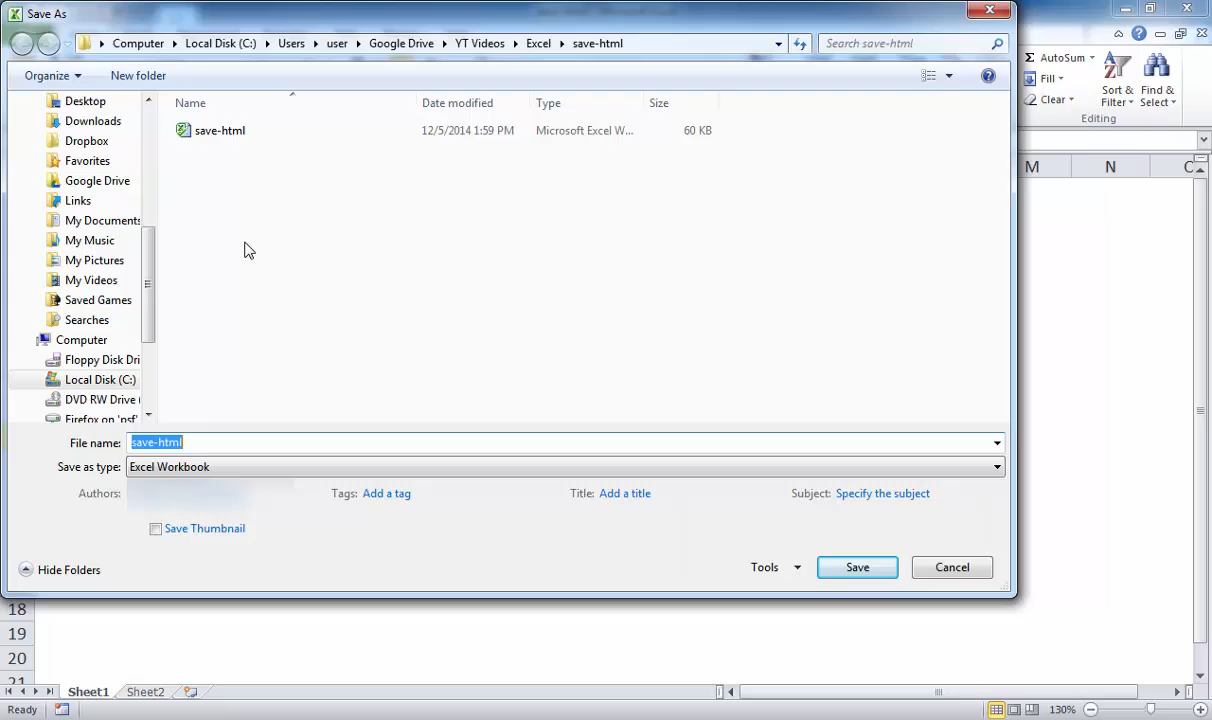 Save As
Computer Local Disk (C:) Users user Google Drive YT Videos Excel save-html Search save-html
Organize New folder
Desktop
Downloads
Dropbox
Favorites
Google Drive
Links
My Documents
My Music
My Pictures
My Videos
Saved Games
Searches
Computer
Floppy Disk Dri
Local Disk (C:)
DVD RW Drive (
Firefox on 'psf'
Name Date modified Type Size
save-html 12/5/2014 1:59 PM Microsoft Excel W... 60 KB
File name: save-html
Save as type: Excel Workbook
Authors: Tags: Add a tag Title: Add a title Subject: Specify the subject
Save Thumbnail
Hide Folders Tools Save Cancel
Σ AutoSum
Fill
Clear
Sort & Filter
Find & Select
Editing
M N
18
19
20
21
Sheet1 Sheet2
Ready 130%